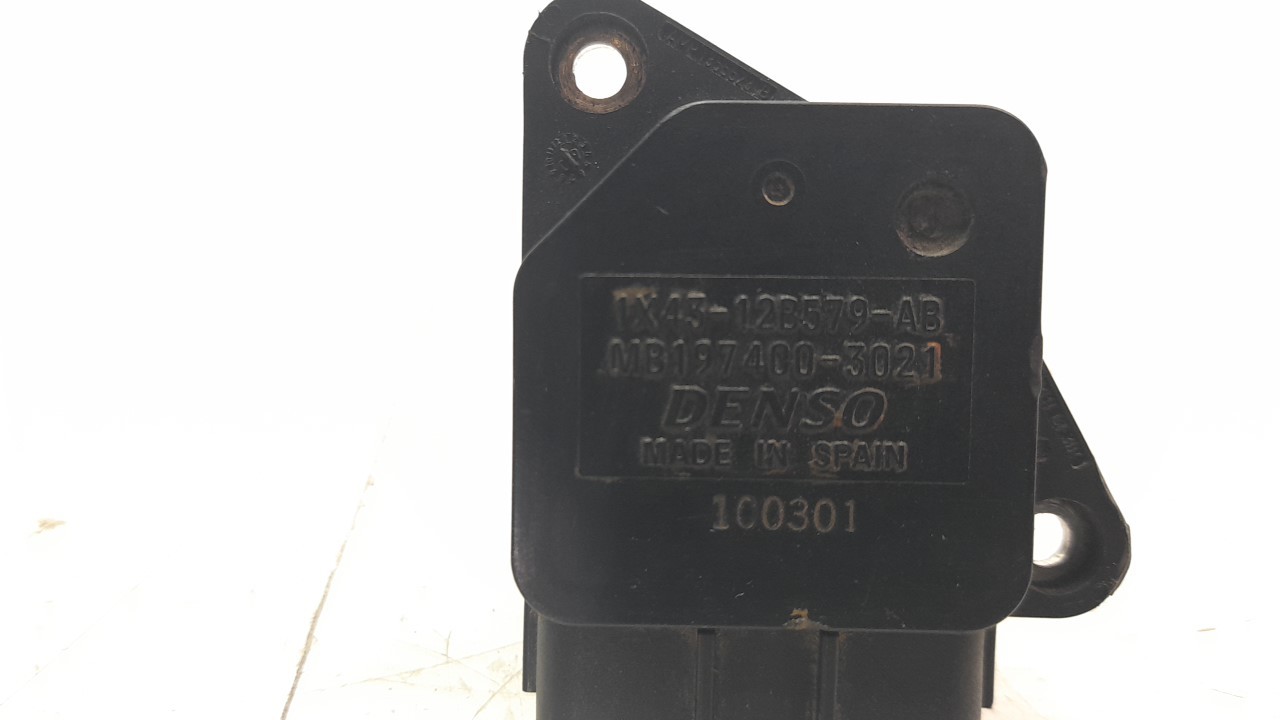 1X43-12B579-AB
MB197400-3021
DENSO
MADE IN SPAIN
100301